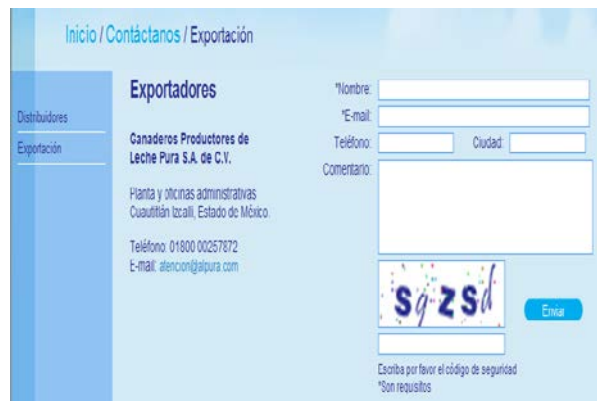 Inicio / Contáctanos / Exportación
Distribuidores
Exportación
Exportadores
Ganaderos Productores de
Leche Pura S.A. de C.V.
Planta y oficinas administrativas
Cuautitlán Izcalli, Estado de México.
Teléfono: 01800 00257872
E-mail: atencion@alpura.com
*Nombre:
*E-mail:
Teléfono: Ciudad:
Comentario:
sqzsd
Enviar
Escriba por favor el código de seguridad
*Son requisitos